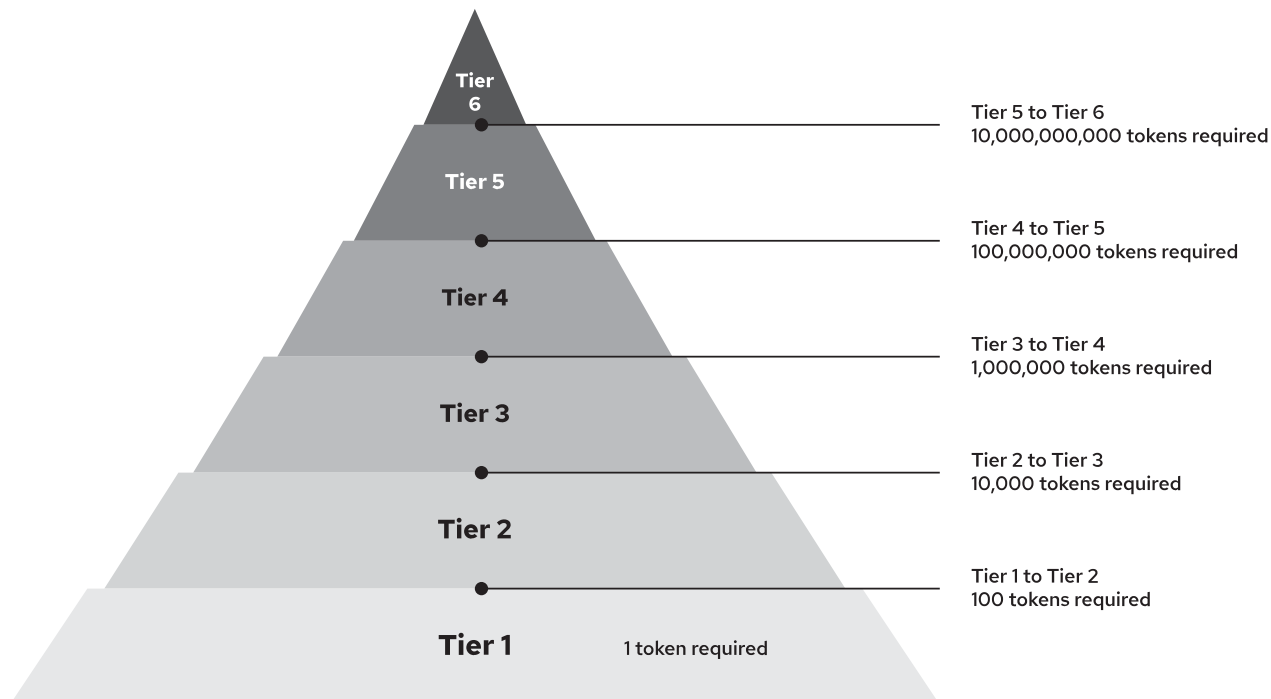 Tier
6
Tier 5 to Tier 6
10,000,000,000 tokens required
Tier 5
Tier 4 to Tier 5
100,000,000 tokens required
Tier 4
Tier 3 to Tier 4
1,000,000 tokens required
Tier 3
Tier 2 to Tier 3
10,000 tokens required
Tier 2
Tier 1 to Tier 2
100 tokens required
Tier 1
1 token required